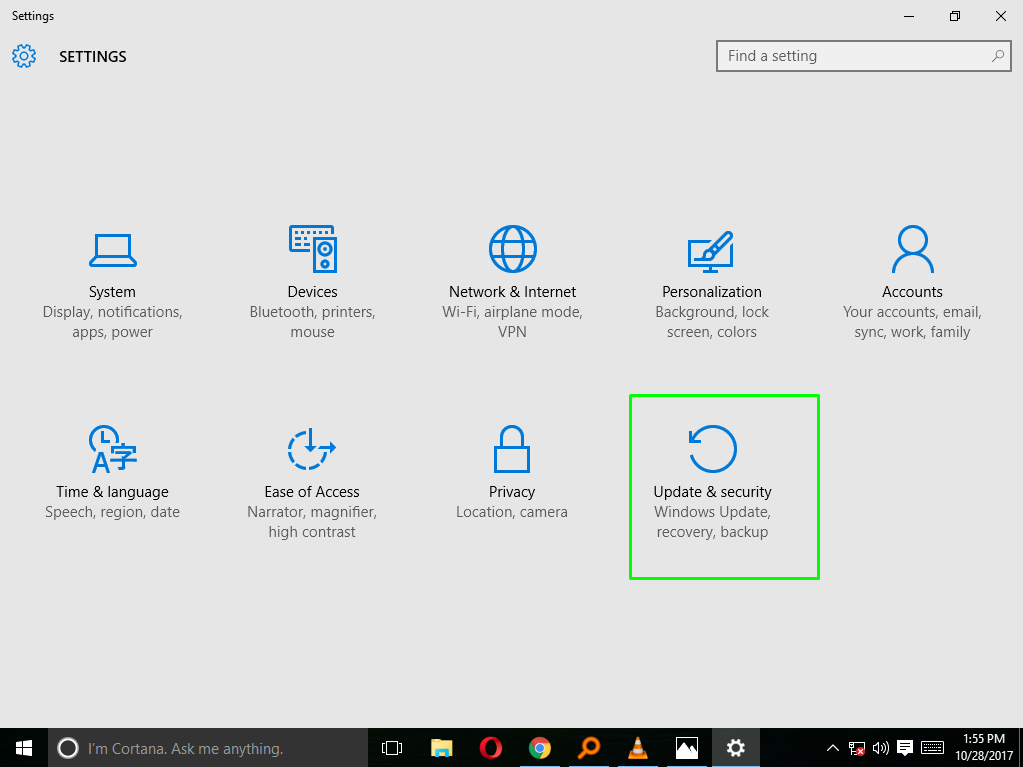 Settings
SETTINGS
Find a setting
System
Display, notifications,
apps, power
Devices
Bluetooth, printers,
mouse
Network & Internet
Wi-Fi, airplane mode,
VPN
Personalization
Background, lock
screen, colors
Accounts
Your accounts, email,
sync, work, family
A字
Time & language
Speech, region, date
Ease of Access
Narrator, magnifier,
high contrast
Privacy
Location, camera
Update & security
Windows Update,
recovery, backup
I'm Cortana. Ask me anything.
1:55 PM
10/28/2017